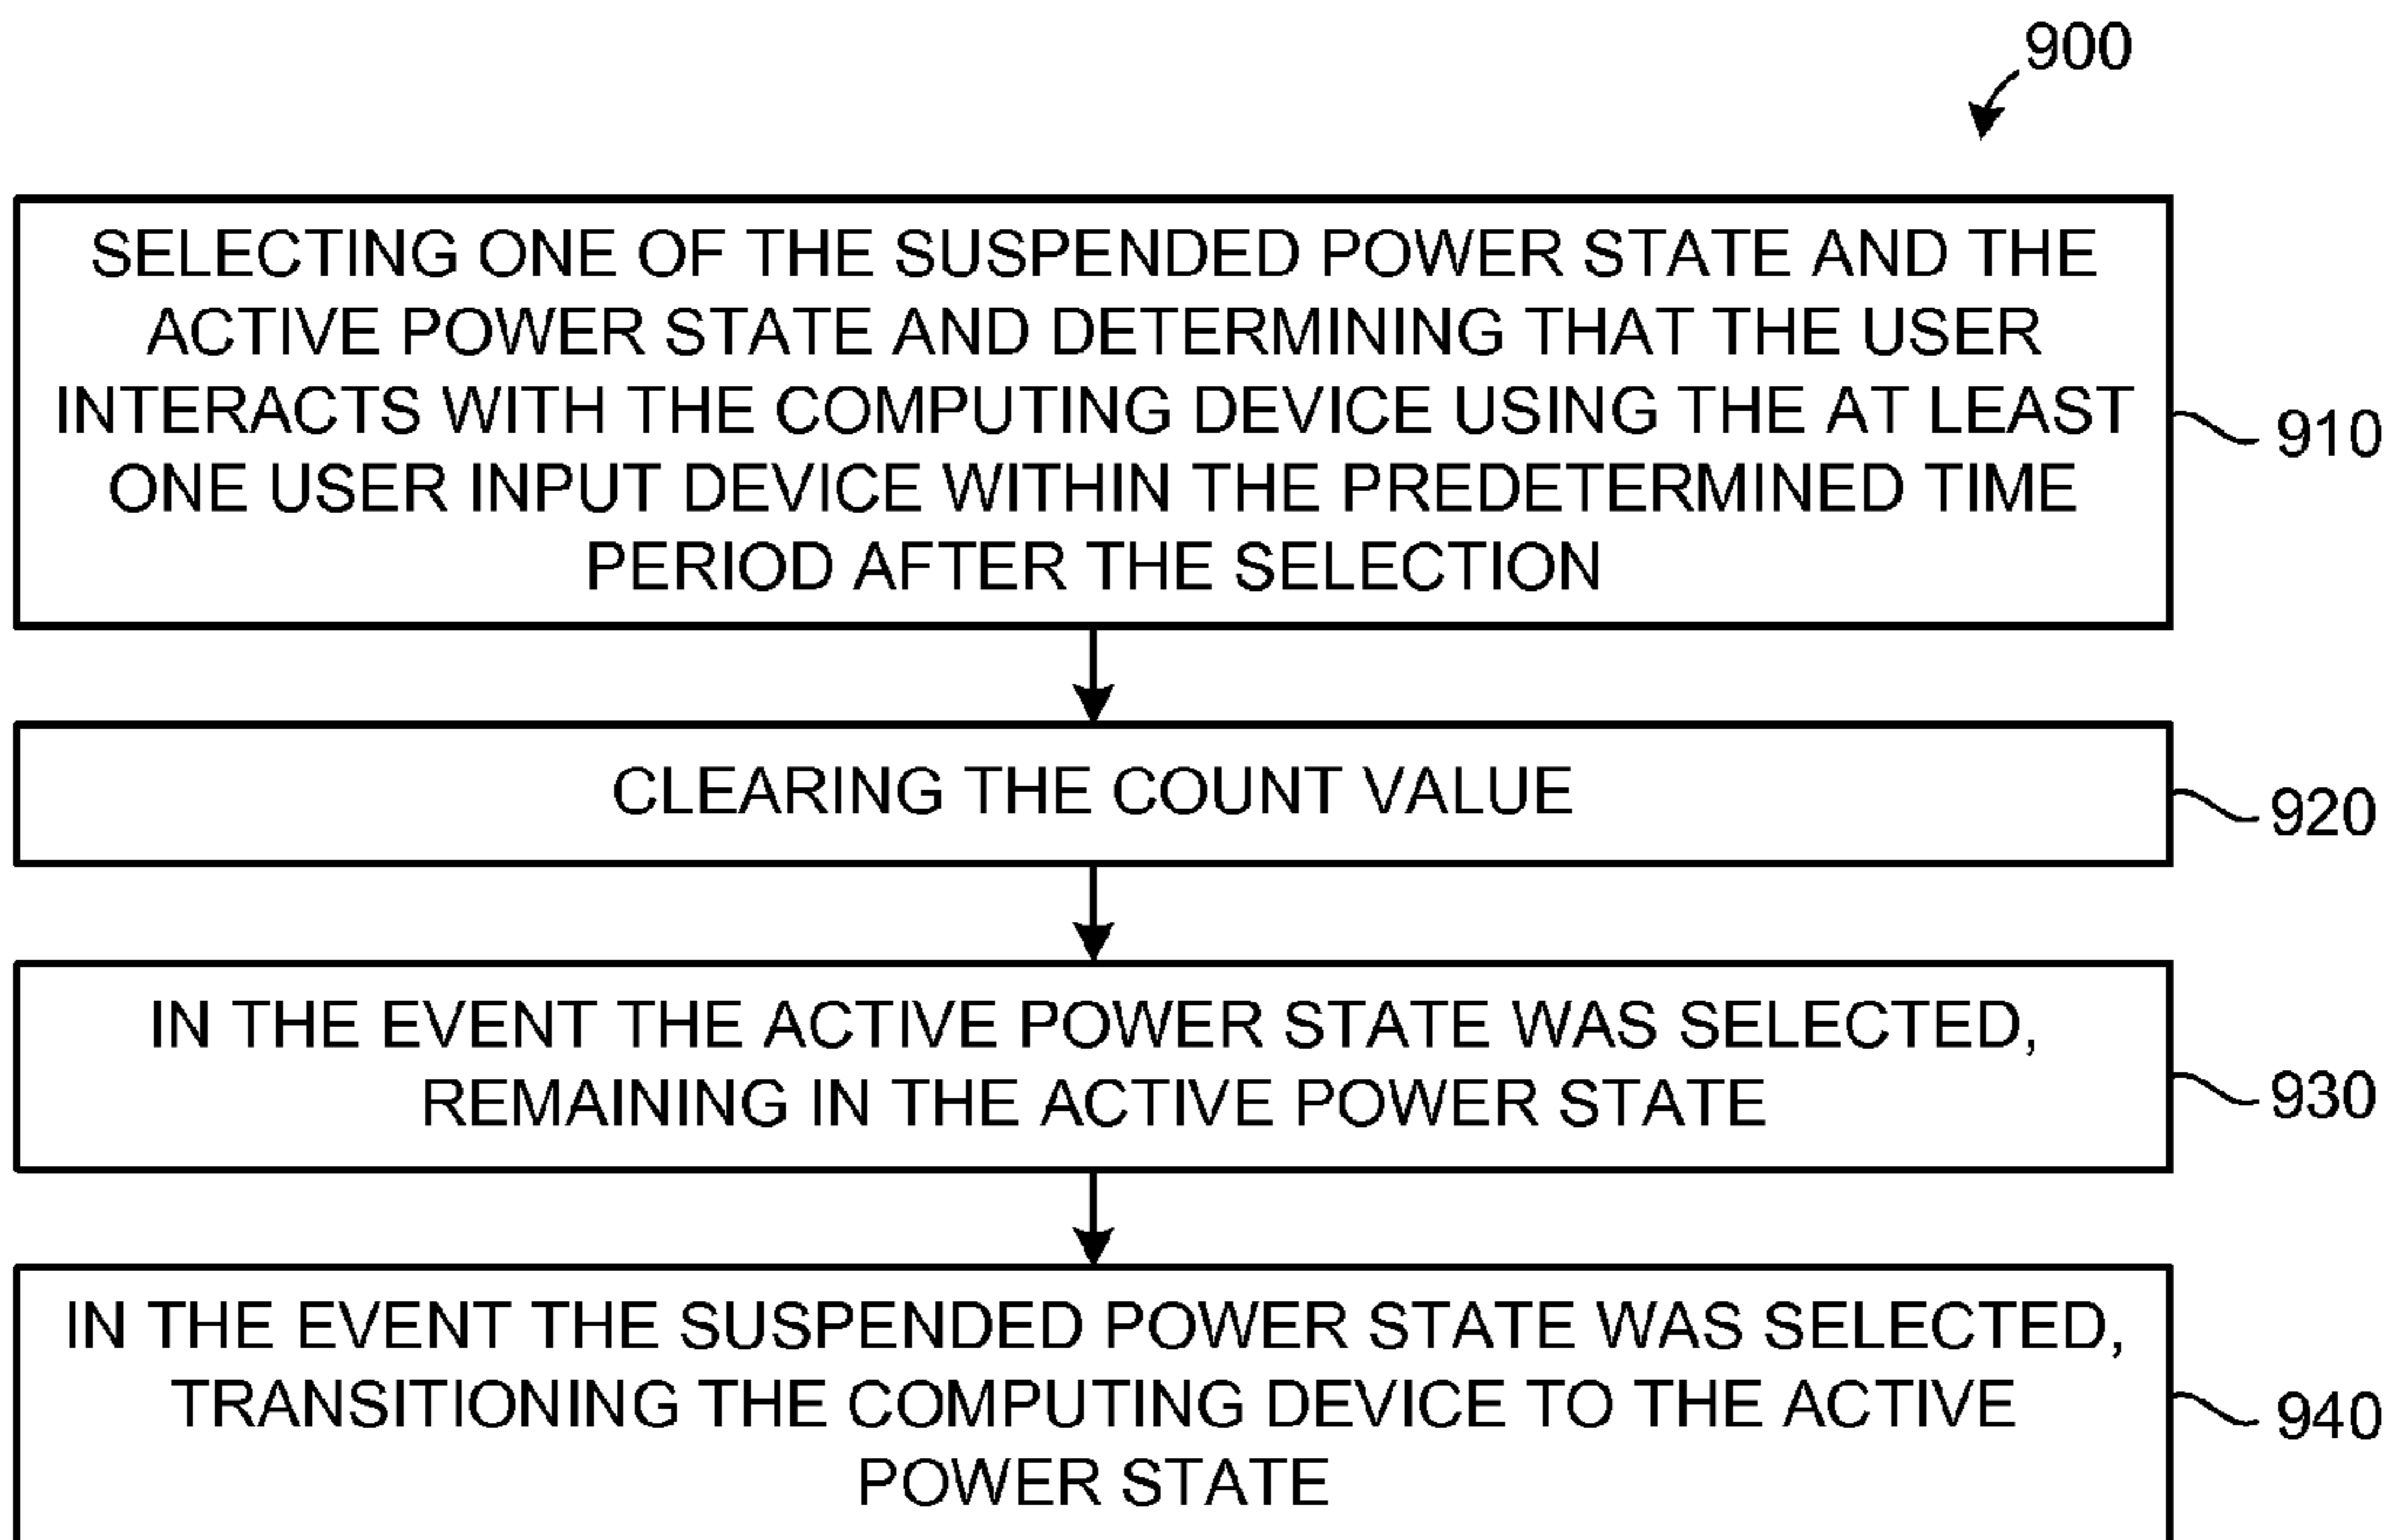 900
SELECTING ONE OF THE SUSPENDED POWER STATE AND THE
ACTIVE POWER STATE AND DETERMINING THAT THE USER
INTERACTS WITH THE COMPUTING DEVICE USING THE AT LEAST
ONE USER INPUT DEVICE WITHIN THE PREDETERMINED TIME
PERIOD AFTER THE SELECTION
910
CLEARING THE COUNT VALUE
920
IN THE EVENT THE ACTIVE POWER STATE WAS SELECTED,
REMAINING IN THE ACTIVE POWER STATE
930
IN THE EVENT THE SUSPENDED POWER STATE WAS SELECTED,
TRANSITIONING THE COMPUTING DEVICE TO THE ACTIVE
POWER STATE
940